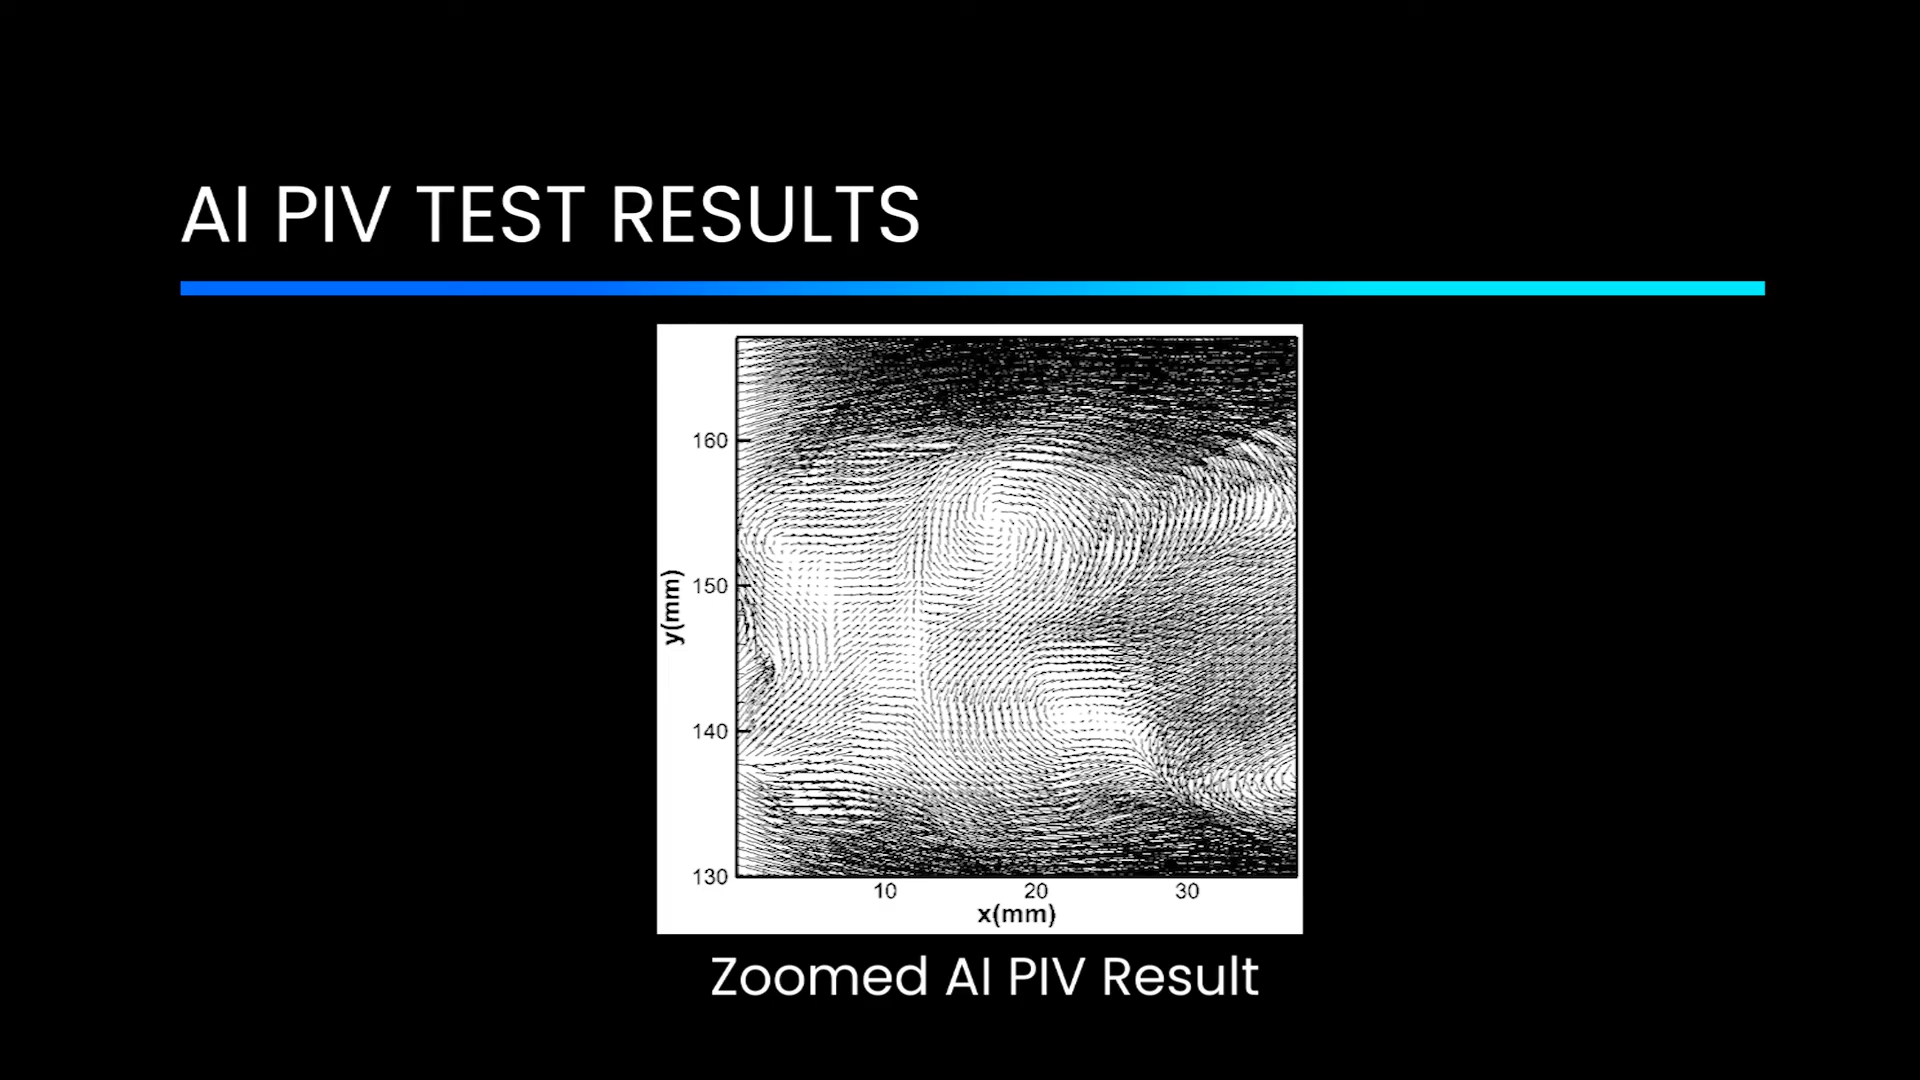 AI PIV TEST RESULTS
160
150
140
130
y(mm)
10 20 30
x(mm)
Zoomed AI PIV Result